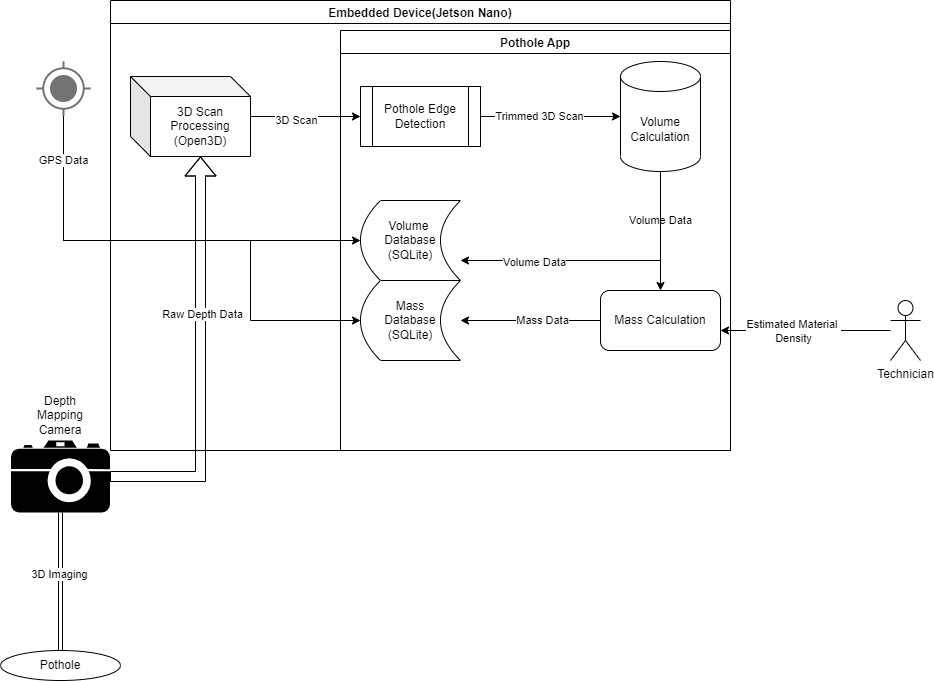 Embedded Device(Jetson Nano)
Pothole App
3D Scan
Processing
(Open3D)
3D Scan
Pothole Edge
Detection
Trimmed 3D Scan
Volume
Calculation
GPS Data
Volume Data
Volume
Database
(SQLite)
Volume Data
Raw Depth Data
Mass
Database
(SQLite)
Mass Data
Mass Calculation
Estimated Material
Density
Technician
Depth
Mapping
Camera
3D Imaging
Pothole